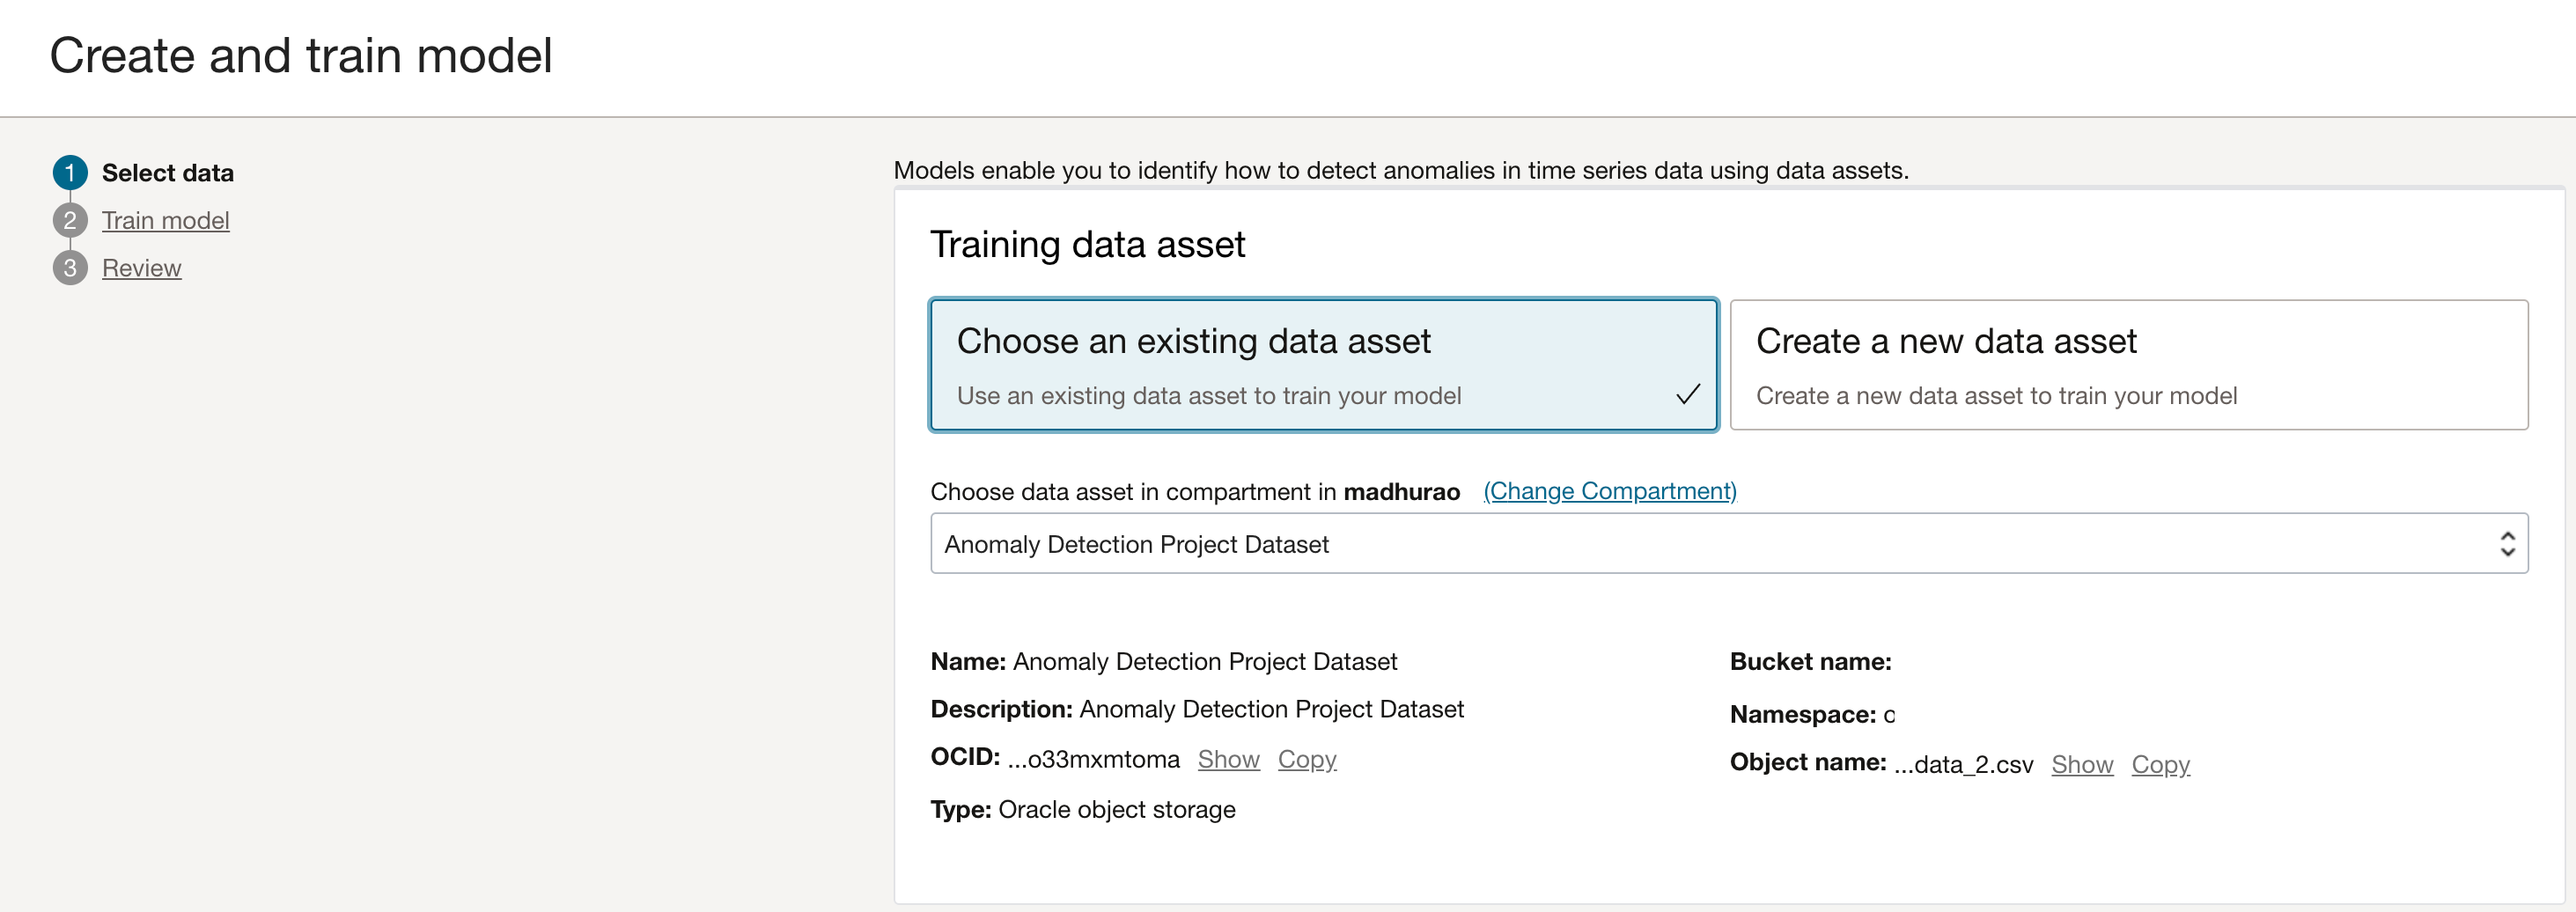 Create and train model
1 Select data
2 Train model
3 Review
Models enable you to identify how to detect anomalies in time series data using data assets.
Training data asset
Choose an existing data asset
Use an existing data asset to train your model
Create a new data asset
Create a new data asset to train your model
Choose data asset in compartment in madhurao (Change Compartment)
Anomaly Detection Project Dataset
Name: Anomaly Detection Project Dataset
Description: Anomaly Detection Project Dataset
OCID: ...o33mxmtoma Show Copy
Type: Oracle object storage
Bucket name:
Namespace:
Object name: ...data_2.csv Show Copy